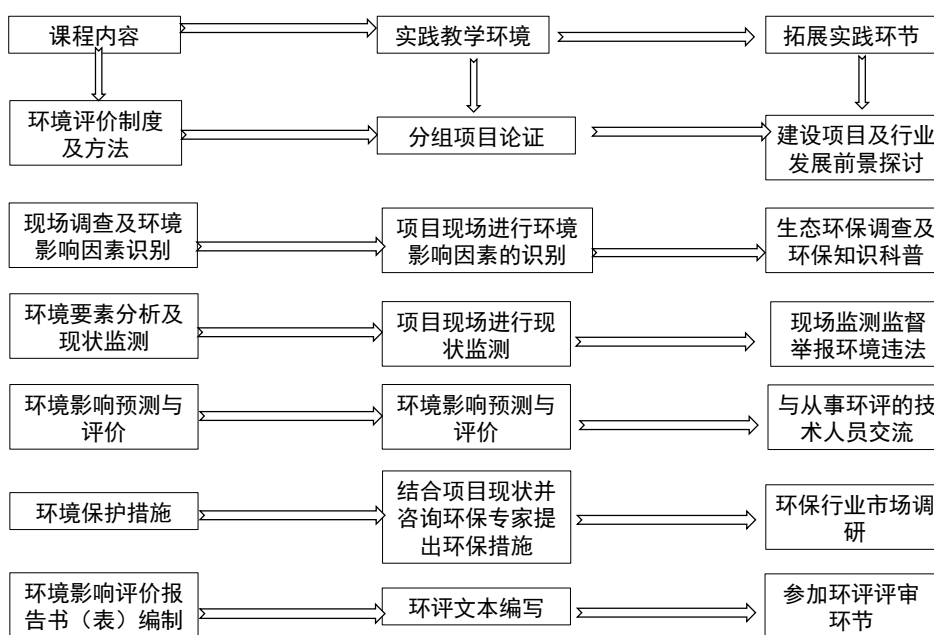 课程内容
实践教学环境
拓展实践环节
环境评价制度
及方法
分组项目论证
建设项目及行业
发展前景探讨
现场调查及环境
影响因素识别
项目现场进行环境
影响因素的识别
生态环保调查及
环保知识科普
环境要素分析及
现状监测
项目现场进行现
状监测
现场监测监督
举报环境违法
环境影响预测与
评价
环境影响预测与
评价
与从事环评的技
术人员交流
环境保护措施
结合项目现状并
咨询环保专家提
出环保措施
环保行业市场调
研
环境影响评价报
告书（表）编制
环评文本编写
参加环评评审
环节